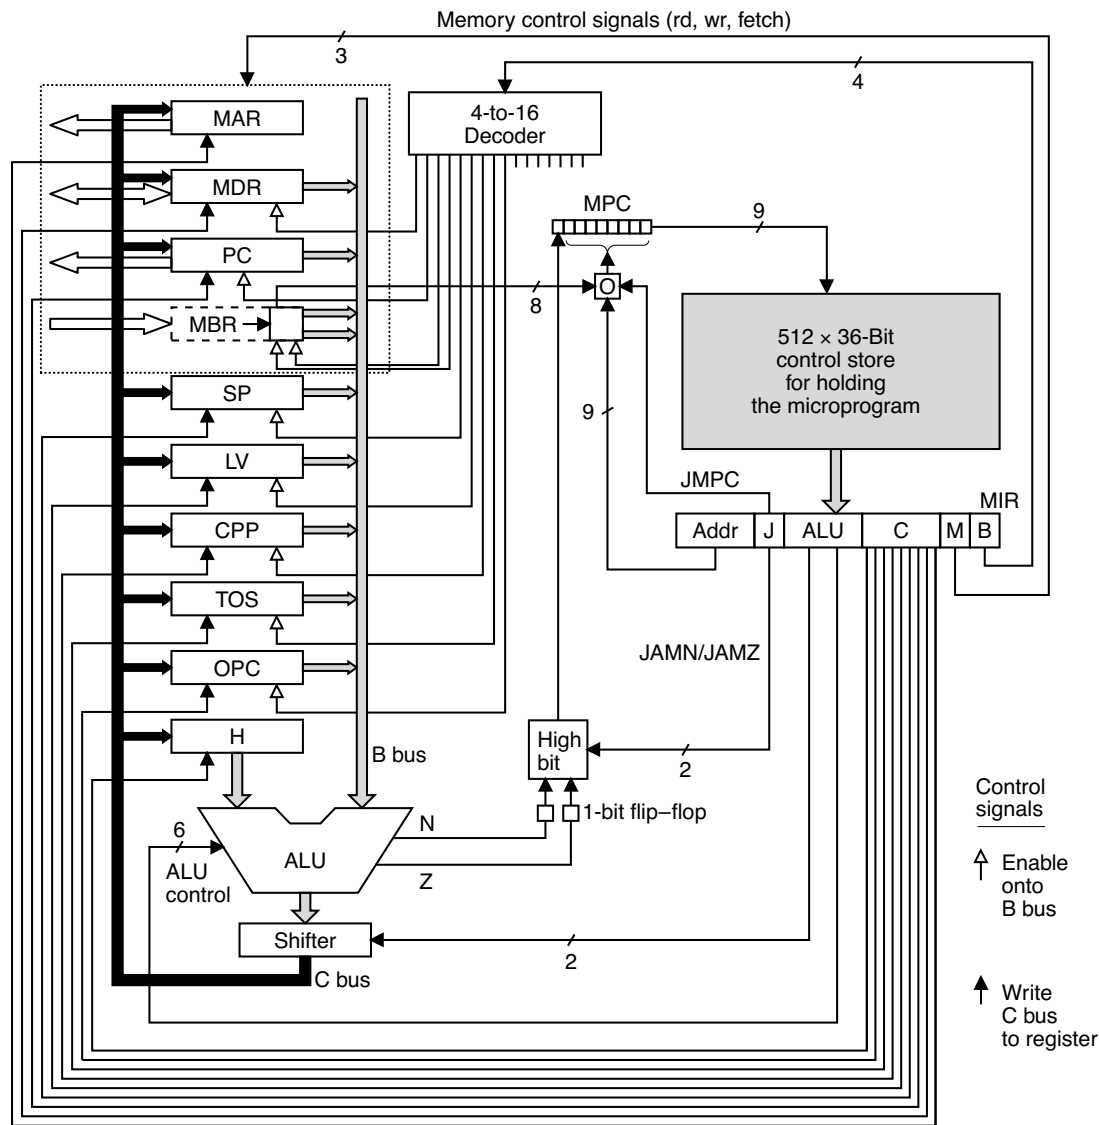 Memory control signals (rd, wr, fetch)
3
4
MAR
4-to-16
Decoder
MDR
MPC
9
PC
8
O
MBR
512 × 36-Bit
control store
for holding
the microprogram
SP
9
LV
JMPC
MIR
Addr
J
ALU
C
M
B
CPP
TOS
JAMN/JAMZ
OPC
H
B bus
High
bit
2
Control
signals
1-bit flip–flop
N
6
ALU
control
ALU
Z
Enable
onto
B bus
Shifter
2
C bus
Write
C bus
to register